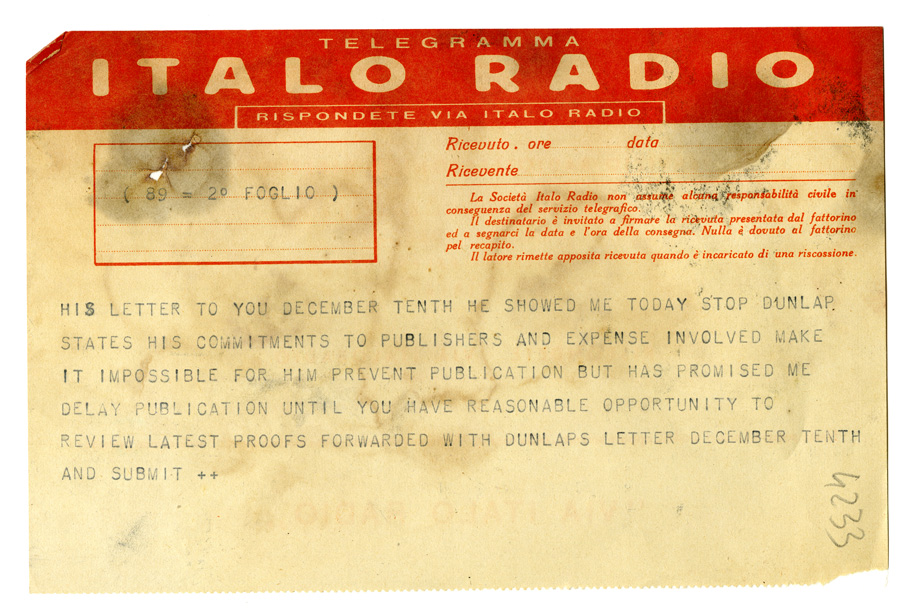 TELEGRAMMA
ITALO RADIO
RISPONDETE VIA ITALO RADIO
( 89 = 2º FOGLIO )
Ricevuto . ore data
Ricevente
La Società Italo Radio non assume alcuna responsabilità civile in
conseguenza del servizio telegrafico.
Il destinatario è invitato a firmare la ricevuta presentata dal fattorino
ed a segnarci la data e l'ora della consegna. Nulla è dovuto al fattorino
pel recapito.
Il latore rimette apposita ricevuta quando è incaricato di una riscossione.
HIS LETTER TO YOU DECEMBER TENTH HE SHOWED ME TODAY STOP DUNLAP
STATES HIS COMMITMENTS TO PUBLISHERS AND EXPENSE INVOLVED MAKE
IT IMPOSSIBLE FOR HIM PREVENT PUBLICATION BUT HAS PROMISED ME
DELAY PUBLICATION UNTIL YOU HAVE REASONABLE OPPORTUNITY TO
REVIEW LATEST PROOFS FORWARDED WITH DUNLAPS LETTER DECEMBER TENTH
AND SUBMIT ++
4233